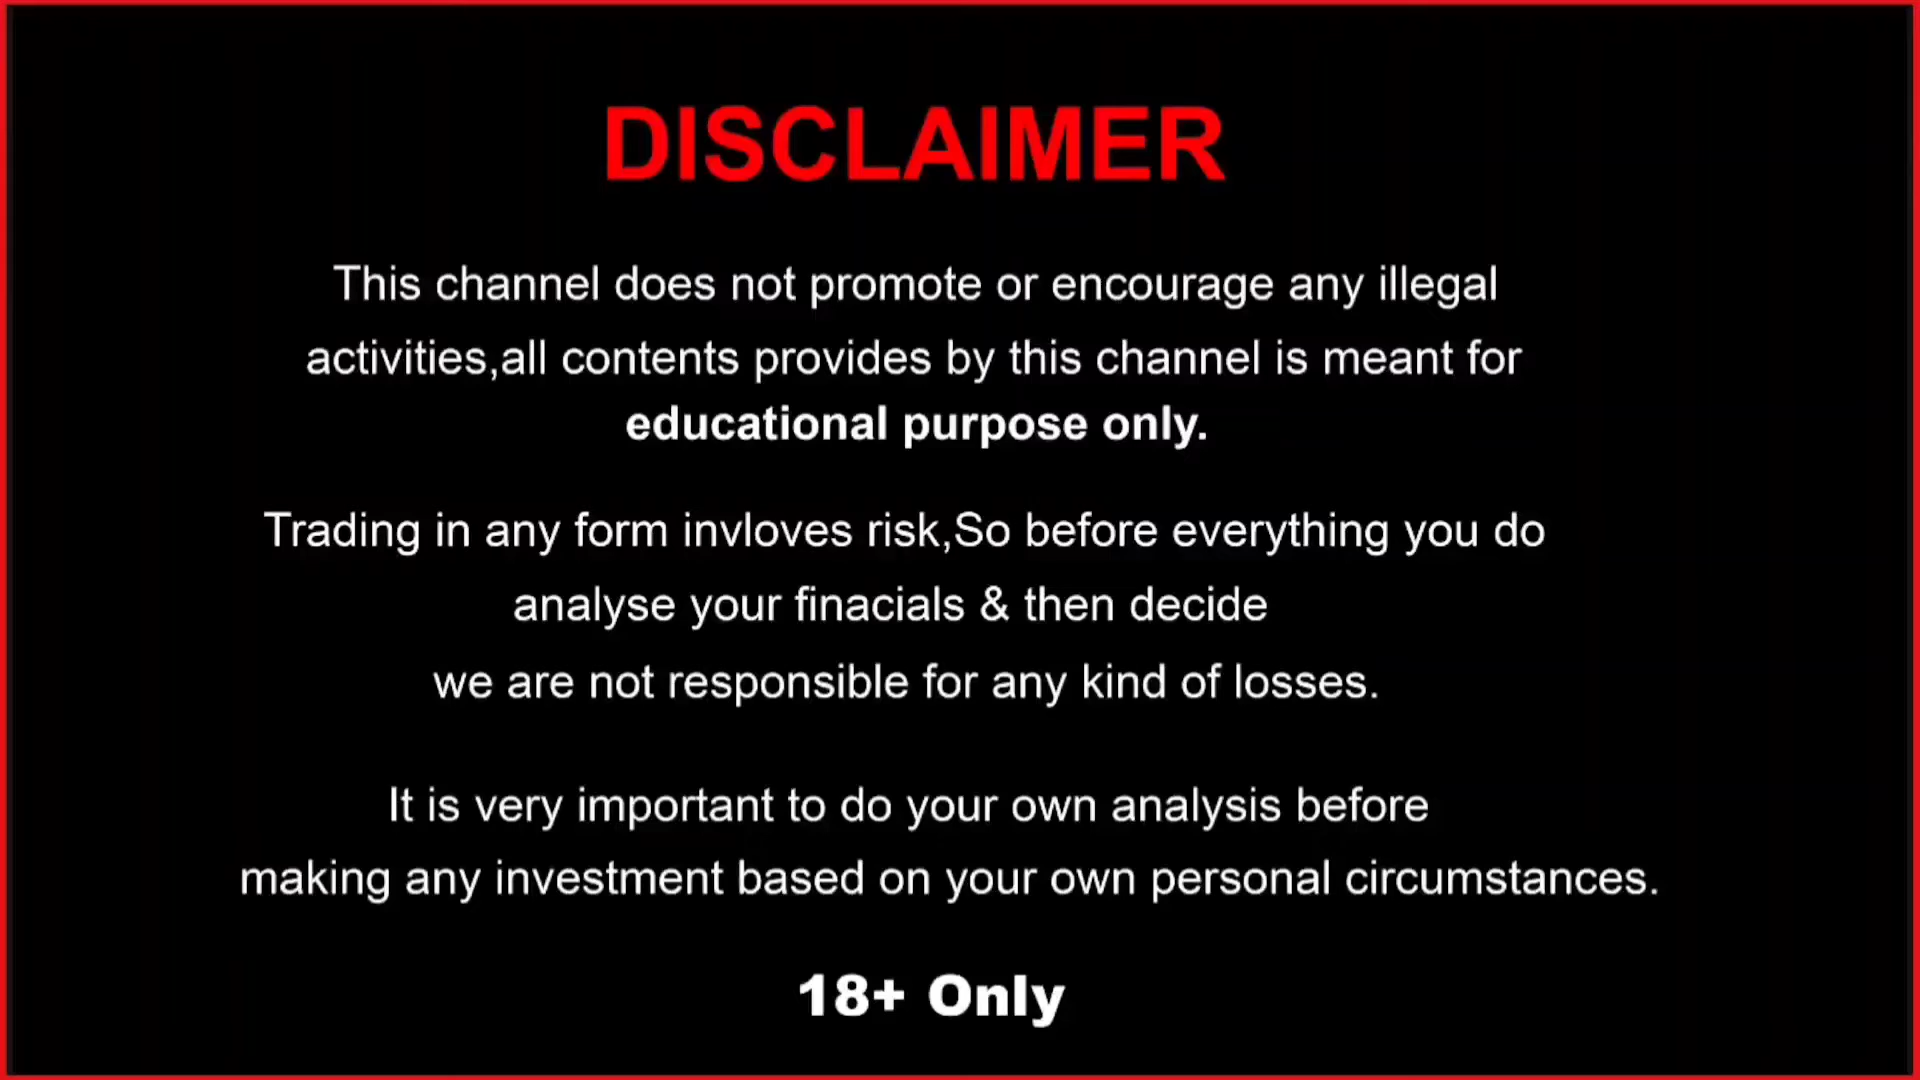 DISCLAIMER
This channel does not promote or encourage any illegal
activities,all contents provides by this channel is meant for
educational purpose only.
Trading in any form invloves risk,So before everything you do
analyse your finacials & then decide
we are not responsible for any kind of losses.
It is very important to do your own analysis before
making any investment based on your own personal circumstances.
18+ Only